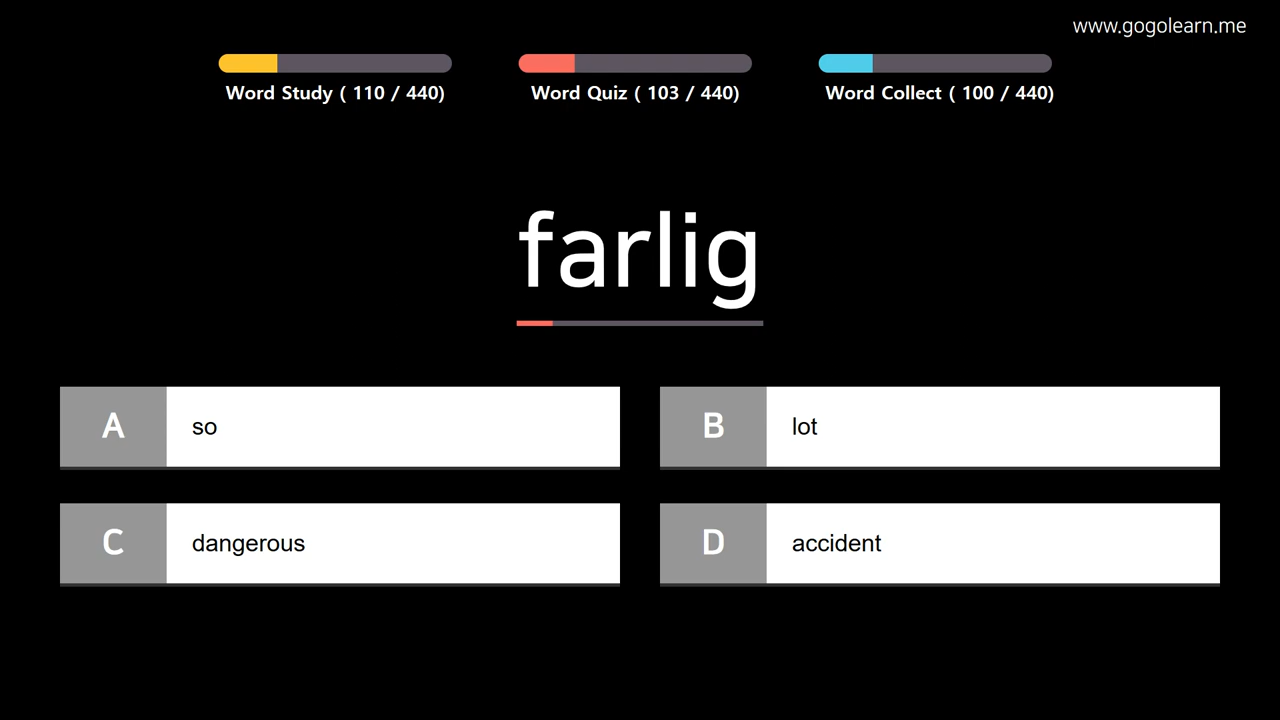 www.gogolearn.me
Word Study ( 110 / 440)
Word Quiz ( 103 / 440)
Word Collect ( 100 / 440)
farlig
A so
B lot
C dangerous
D accident